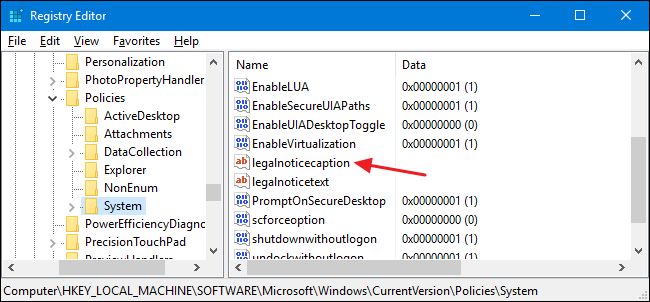 Registry Editor
File Edit View Favorites Help
Personalization
PhotoPropertyHandler
Policies
ActiveDesktop
Attachments
DataCollection
Explorer
NonEnum
System
PowerEfficiencyDiagno
PrecisionTouchPad
PreviewHandlers
Name Data
EnableLUA 0x00000001 (1)
EnableSecureUIAPaths 0x00000001 (1)
EnableUIADesktopToggle 0x00000000 (0)
EnableVirtualization 0x00000001 (1)
legalnoticecaption
legalnoticetext
PromptOnSecureDesktop 0x00000001 (1)
scforceoption 0x00000000 (0)
shutdownwithoutlogon 0x00000001 (1)
undockwithoutlogon 0x00000001 (1)
Computer\HKEY_LOCAL_MACHINE\SOFTWARE\Microsoft\Windows\CurrentVersion\Policies\System